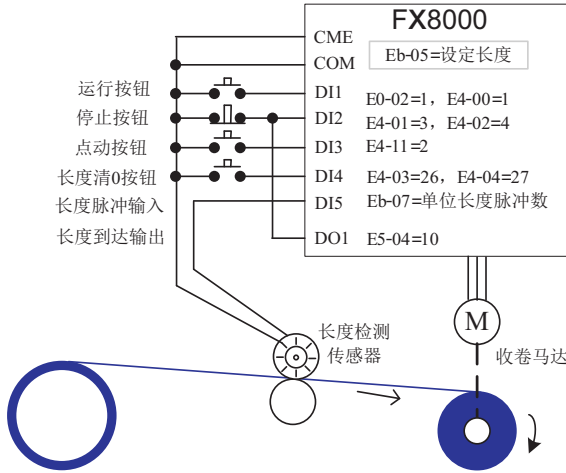 FX8000
CME
Eb-05=设定长度
COM
运行按钮
DI1
E0-02=1，E4-00=1
停止按钮
DI2
E4-01=3，E4-02=4
点动按钮
DI3
E4-11=2
长度清0按钮
DI4
E4-03=26，E4-04=27
长度脉冲输入
DI5
Eb-07=单位长度脉冲数
长度到达输出
DO1
E5-04=10
M
长度检测
传感器
收卷马达